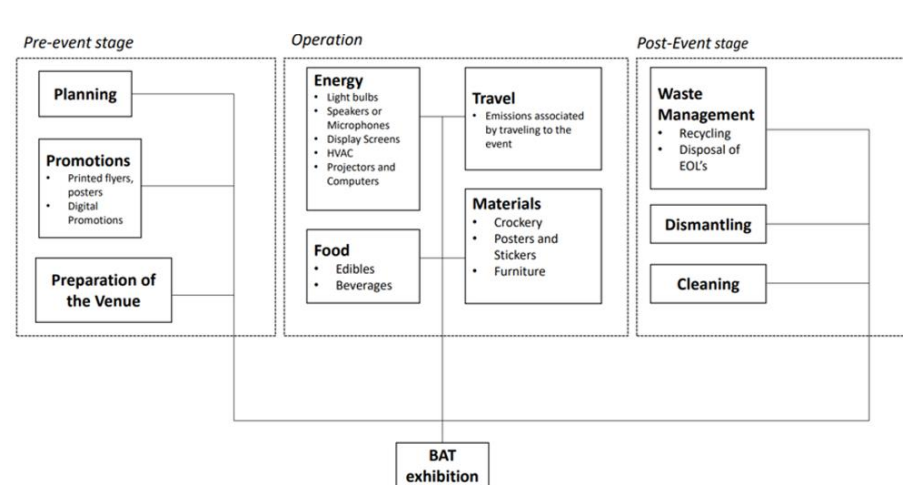 Pre-event stage
Planning
Promotions
• Printed flyers,
posters
• Digital
Promotions
Preparation of
the Venue
Operation
Energy
• Light bulbs
• Speakers or
Microphones
• Display Screens
• HVAC
• Projectors and
Computers
Travel
• Emissions associated
by traveling to the
event
Food
• Edibles
• Beverages
Materials
• Crockery
• Posters and
Stickers
• Furniture
Post-Event stage
Waste
Management
• Recycling
• Disposal of
EOL's
Dismantling
Cleaning
BAT
exhibition